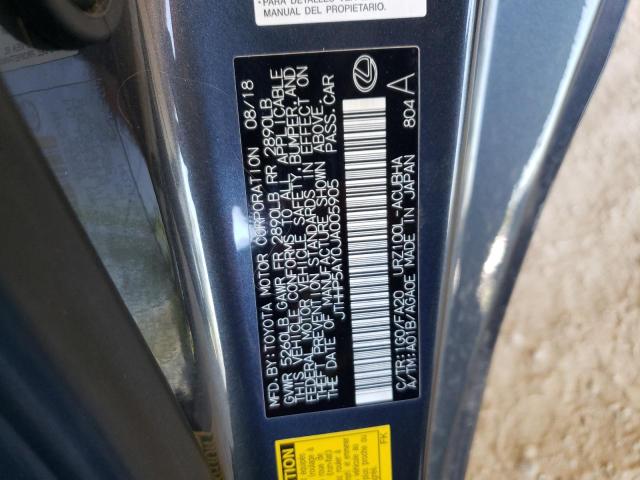 PARA DETALLES
MANUAL DEL PROPIETARIO.
MFD. BY: TOYOTA MOTOR CORPORATION 08/18
GVWR 5260LB GAWR FR 2890LB RR 2890LB
THIS VEHICLE CONFORMS TO ALL APPLICABLE
FEDERAL MOTOR VEHICLE SAFETY, BUMPER, AND
THEFT PREVENTION STANDARDS IN EFFECT ON
THE DATE OF MANUFACTURE SHOWN ABOVE.
JTHHP5AY0JA005905 PASS. CAR
C/TR: 1G0/FA20 URZ100L-ACUBHA
A/TM: A01B/AGA0E MADE IN JAPAN
804 A
FK